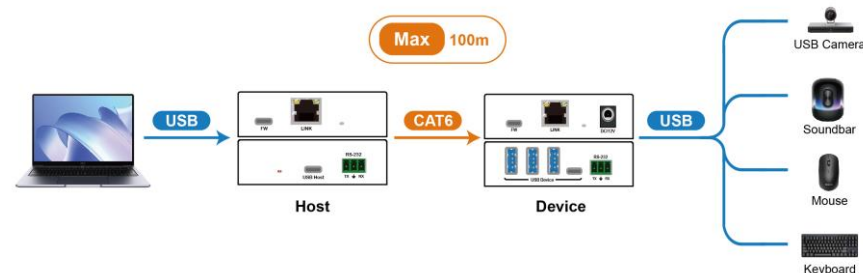 Max 100m
USB Camera
USB
CAT6
USB
FW
LINK
FW
LINK
DC12V
Soundbar
RS-232
USB Host
TX RX
RS-232
USB Device
TX RX
Mouse
Host
Device
Keyboard